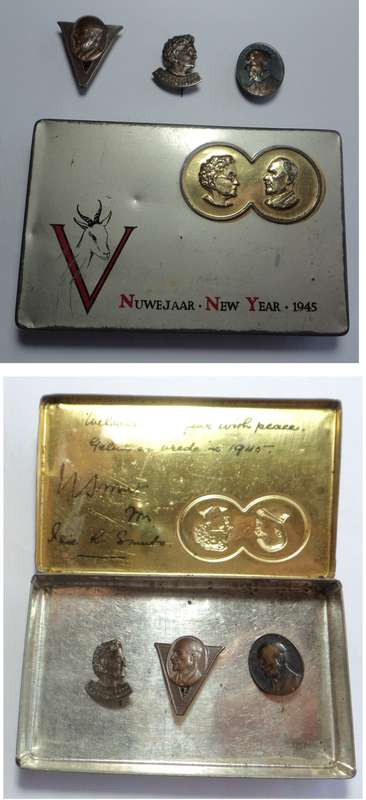 V
NUWEJAAR · NEW YEAR · 1945
year with peace.
Geluk en vrede in 1945.
Isie K. Smuts.